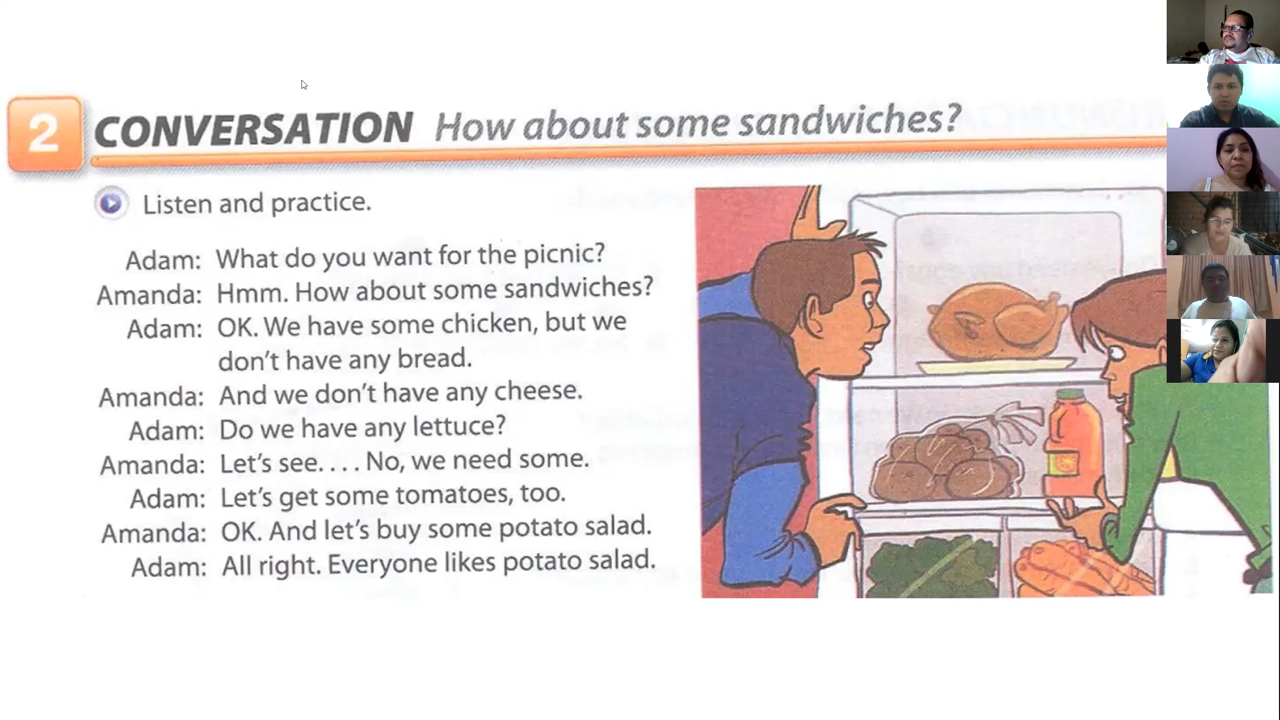 2 CONVERSATION How about some sandwiches?
Listen and practice.
Adam: What do you want for the picnic?
Amanda: Hmm. How about some sandwiches?
Adam: OK. We have some chicken, but we
don't have any bread.
Amanda: And we don't have any cheese.
Adam: Do we have any lettuce?
Amanda: Let's see. . . . No, we need some.
Adam: Let's get some tomatoes, too.
Amanda: OK. And let's buy some potato salad.
Adam: All right. Everyone likes potato salad.